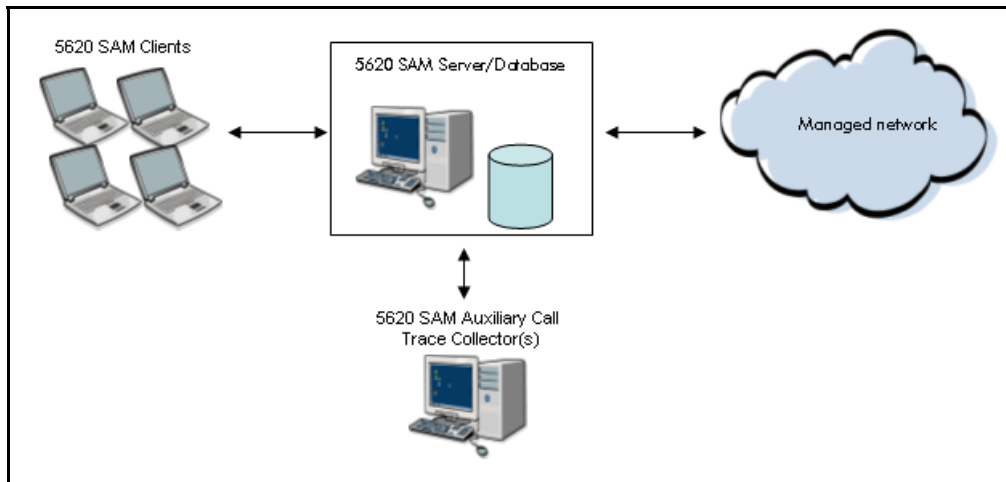 5620 SAM Clients
5620 SAM Server/Database
Managed network
5620 SAM Auxiliary Call
Trace Collector(s)